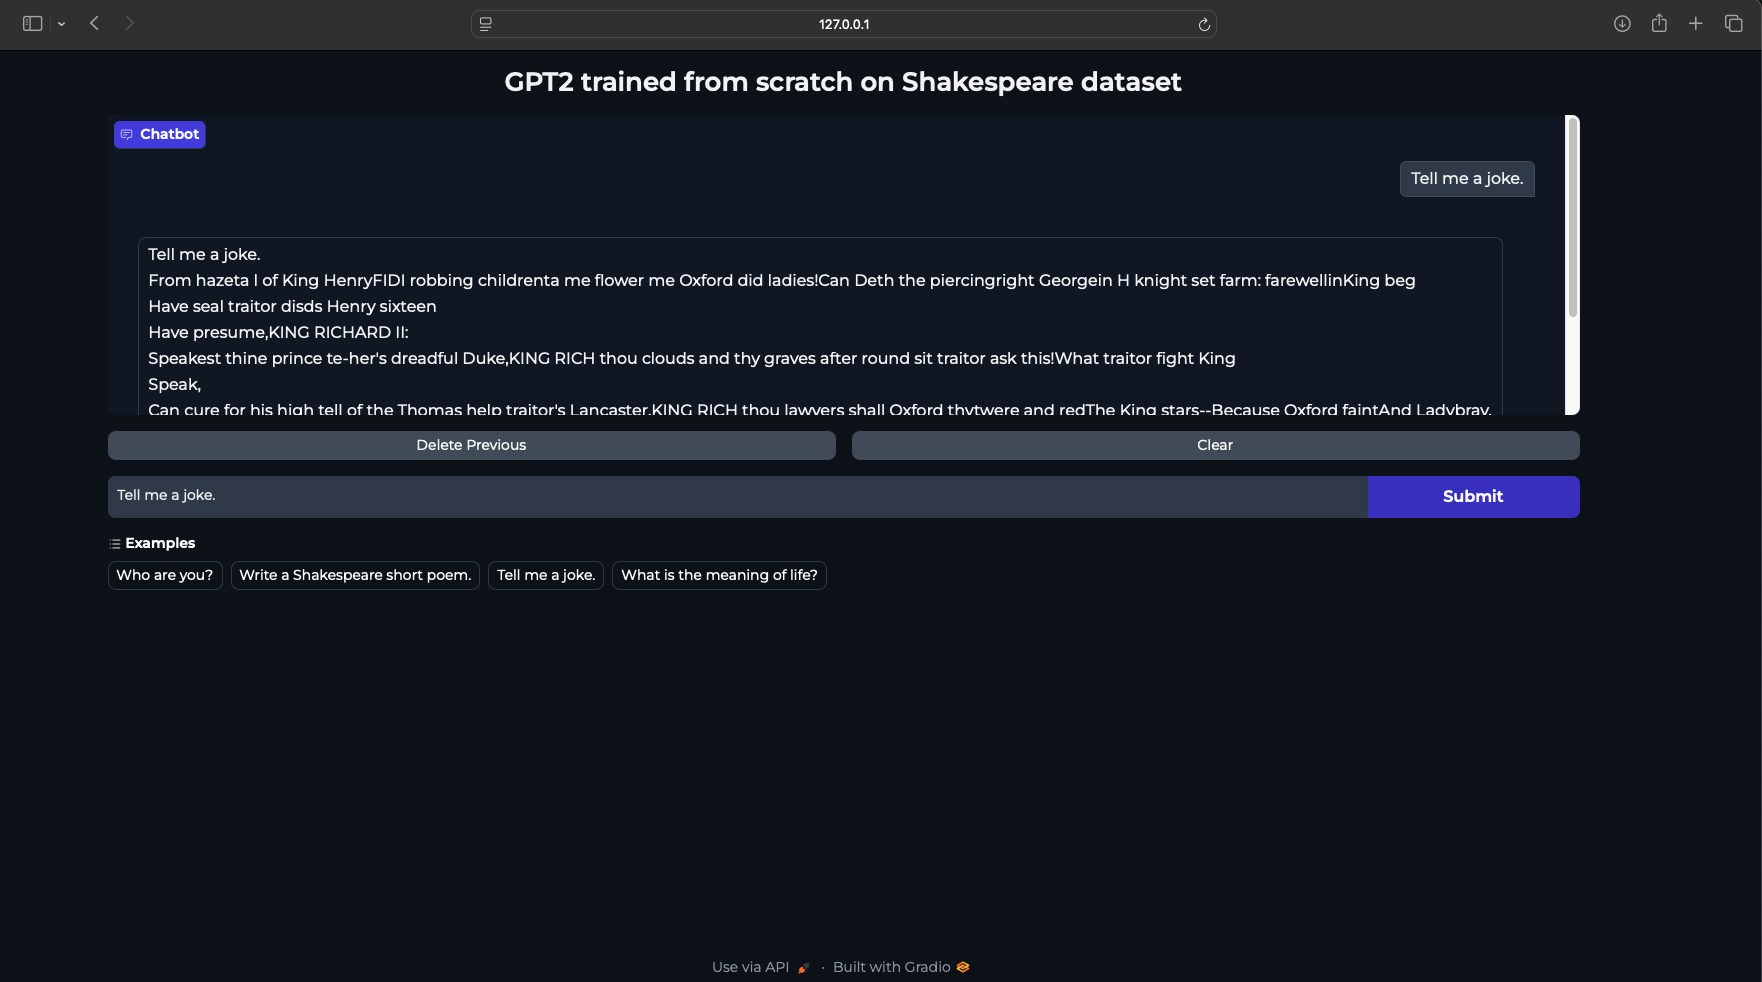 127.0.0.1
GPT2 trained from scratch on Shakespeare dataset
Chatbot
Tell me a joke.
Tell me a joke.
From hazeta l of King HenryFIDI robbing childrenta me flower me Oxford did ladies!Can Deth the piercingright Georgein H knight set farm: farewellinKing beg
Have seal traitor disds Henry sixteen
Have presume,KING RICHARD II:
Speakest thine prince te-her's dreadful Duke,KING RICH thou clouds and thy graves after round sit traitor ask this!What traitor fight King
Speak,
Can cure for his high tell of the Thomas help traitor's Lancaster,KING RICH thou lawyers shall Oxford thytwere and redThe King stars--Because Oxford faintAnd Ladybray,
Delete Previous
Clear
Tell me a joke.
Submit
Examples
Who are you?
Write a Shakespeare short poem.
Tell me a joke.
What is the meaning of life?
Use via API · Built with Gradio